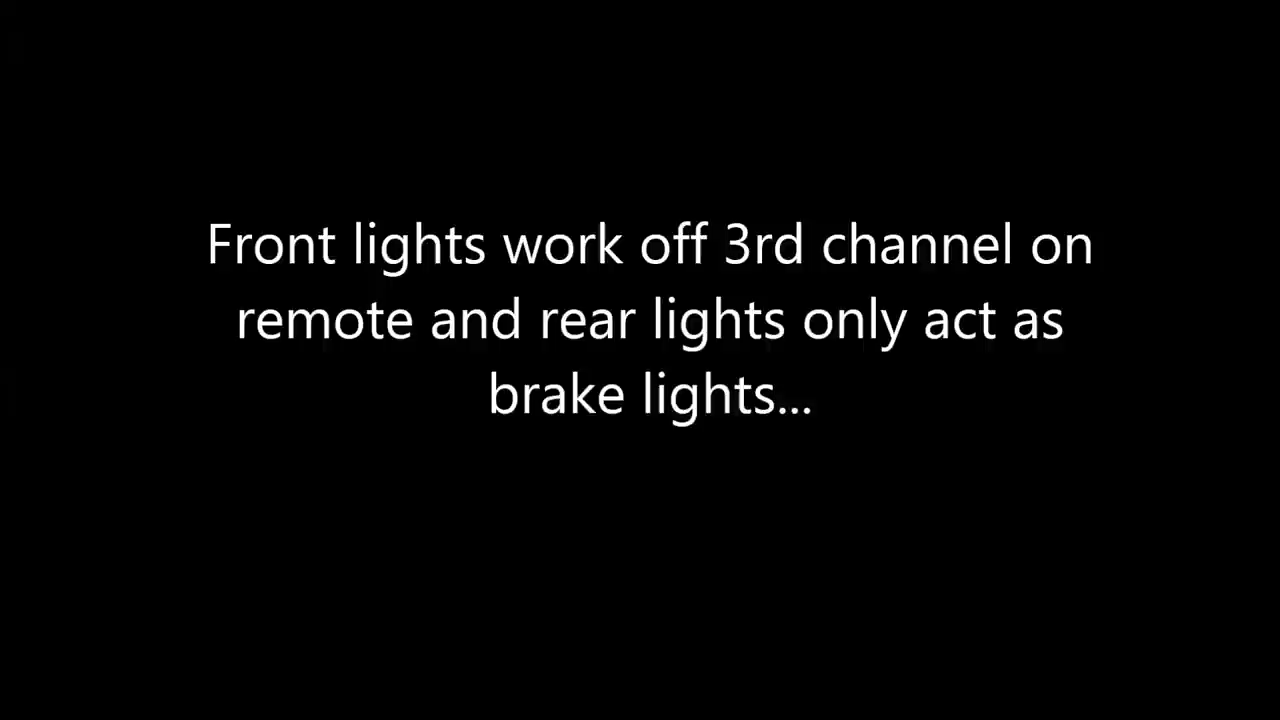 Front lights work off 3rd channel on
remote and rear lights only act as
brake lights...